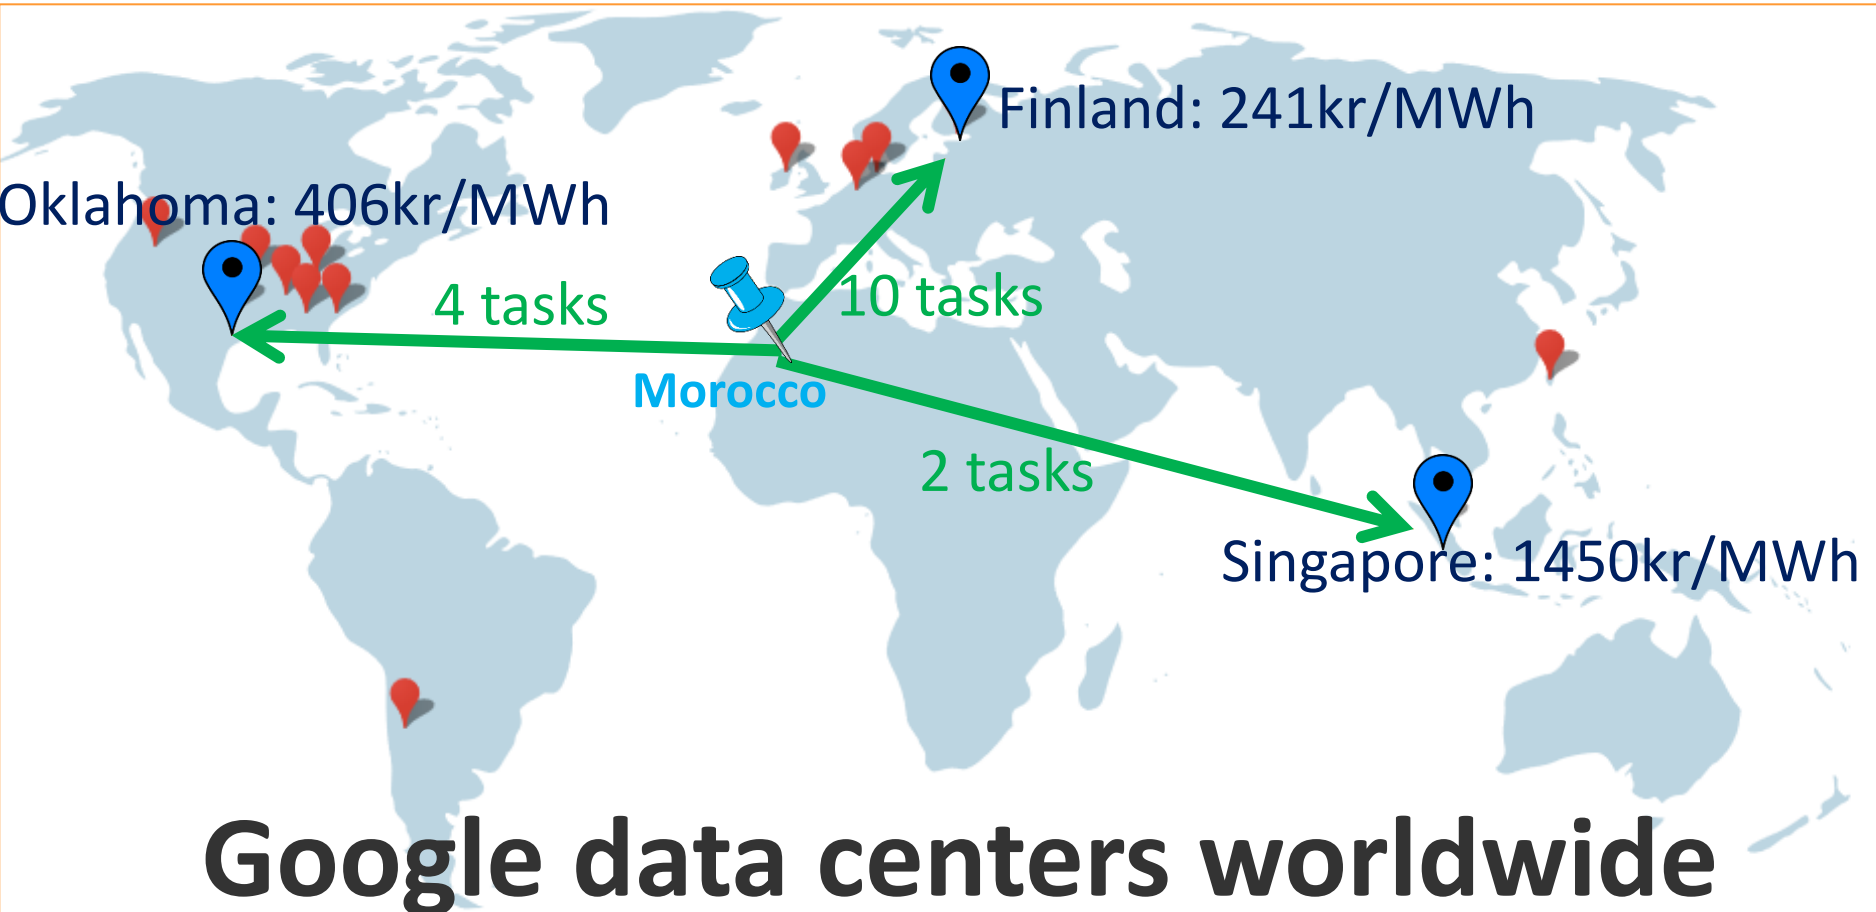 Finland: 241kr/MWh
Oklahoma: 406kr/MWh
4 tasks
10 tasks
Morocco
2 tasks
Singapore: 1450kr/MWh
Google data centers worldwide